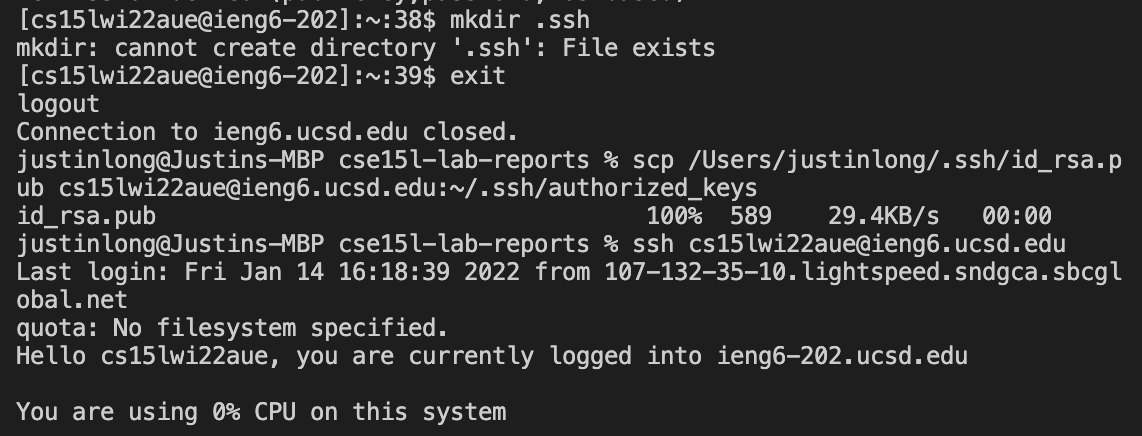 [cs15lwi22aue@ieng6-202]:~:38$ mkdir .ssh
mkdir: cannot create directory '.ssh': File exists
[cs15lwi22aue@ieng6-202]:~:39$ exit
logout
Connection to ieng6.ucsd.edu closed.
justinlong@Justins-MBP cse15l-lab-reports % scp /Users/justinlong/.ssh/id_rsa.p
ub cs15lwi22aue@ieng6.ucsd.edu:~/.ssh/authorized_keys
id_rsa.pub                                    100%  589    29.4KB/s   00:00
justinlong@Justins-MBP cse15l-lab-reports % ssh cs15lwi22aue@ieng6.ucsd.edu
Last login: Fri Jan 14 16:18:39 2022 from 107-132-35-10.lightspeed.sndgca.sbcgl
obal.net
quota: No filesystem specified.
Hello cs15lwi22aue, you are currently logged into ieng6-202.ucsd.edu
You are using 0% CPU on this system